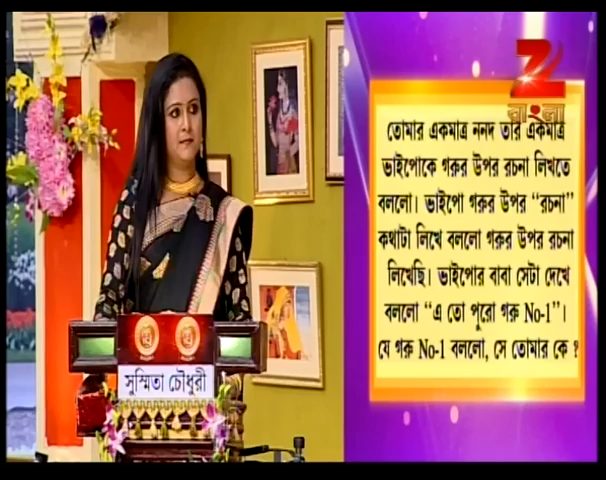 Z
বাংলা
তোমার একমাত্র ননদ তার একমাত্র
ভাইপোকে গরুর উপর রচনা লিখতে
বললো। ভাইপো গরুর উপর “রচনা”
কথাটা লিখে বললো গরুর উপর রচনা
লিখেছি। ভাইপোর বাবা সেটা দেখে
বললো “এ তো পুরো গরু No-1”।
যে গরু No-1 বললো, সে তোমার কে ?
সুস্মিতা চৌধুরী